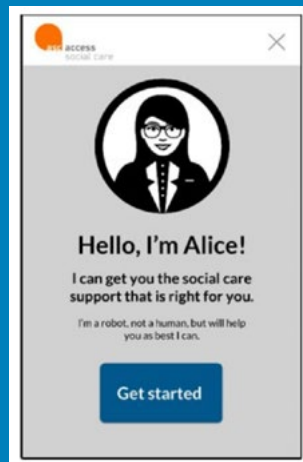 asc access
social care
Hello, I'm Alice!
I can get you the social care
support that is right for you.
I'm a robot, not a human, but will help
you as best I can.
Get started